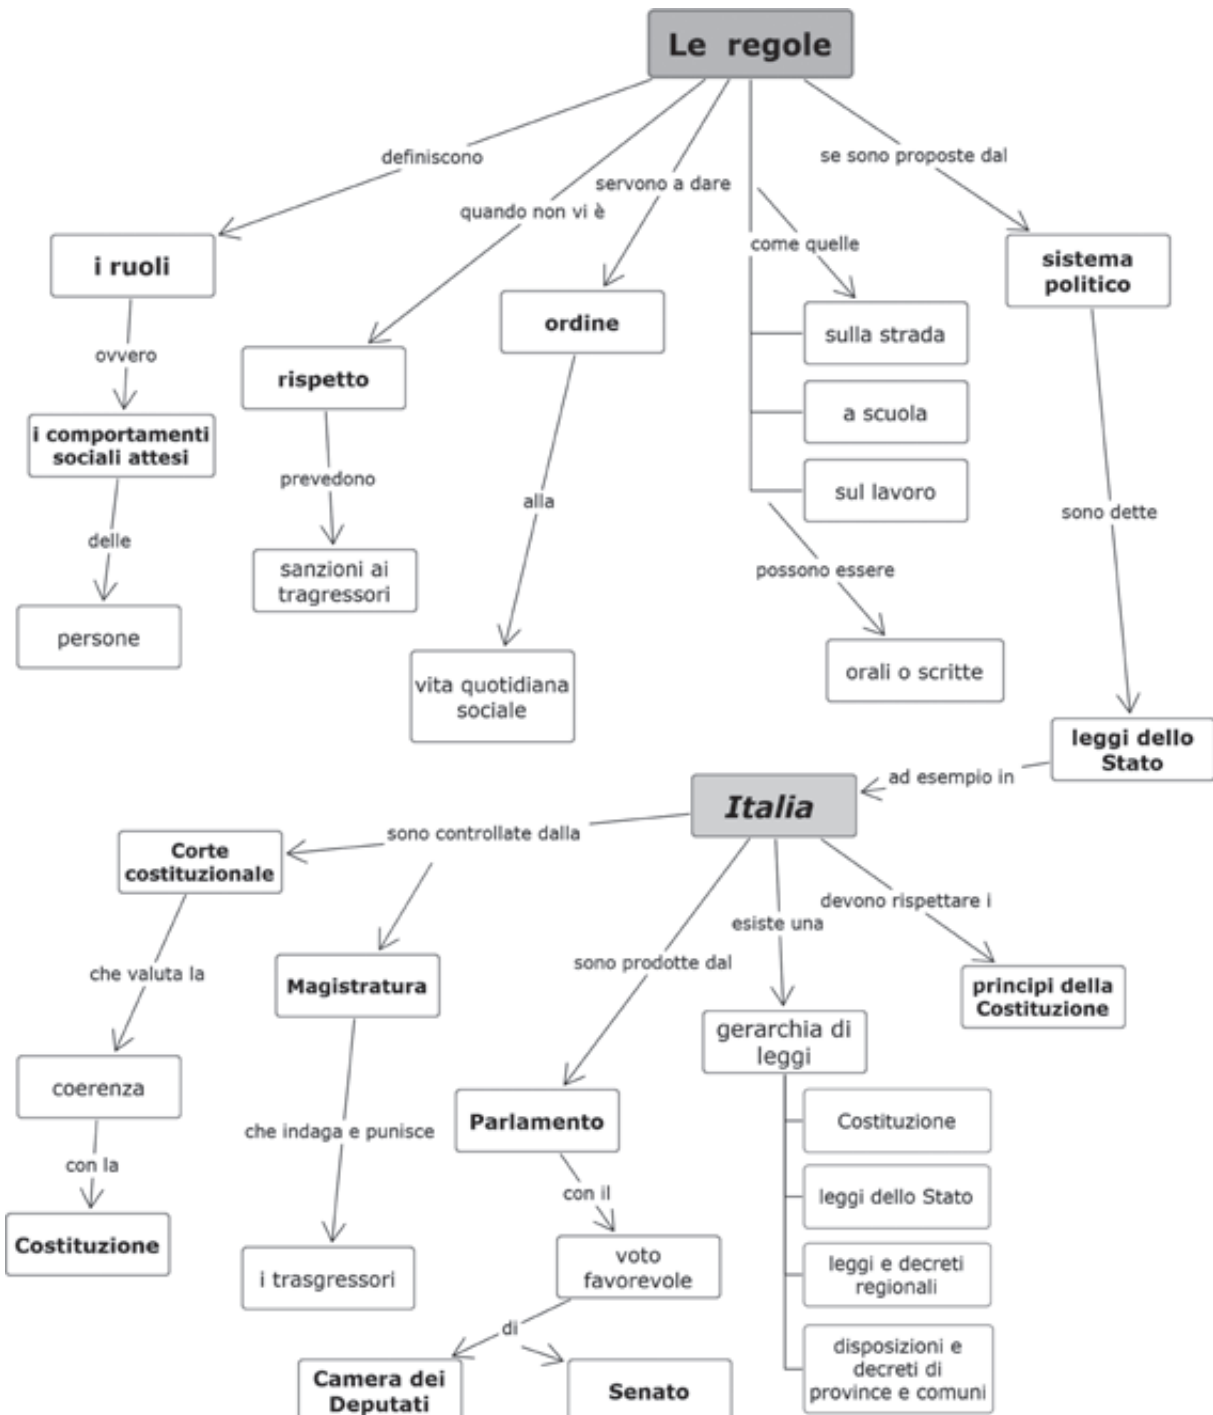 Le regole
definiscono
quando non vi è
servono a dare
come quelle
se sono proposte dal
i ruoli
ovvero
i comportamenti
sociali attesi
delle
persone
rispetto
prevedono
sanzioni ai
tragressori
ordine
alla
vita quotidiana
sociale
sulla strada
a scuola
sul lavoro
possono essere
orali o scritte
sistema
politico
sono dette
leggi dello
Stato
ad esempio in
Italia
sono controllate dalla
Corte
costituzionale
che valuta la
coerenza
con la
Costituzione
Magistratura
che indaga e punisce
i trasgressori
sono prodotte dal
Parlamento
con il
voto
favorevole
di
Camera dei
Deputati
Senato
esiste una
gerarchia di
leggi
Costituzione
leggi dello Stato
leggi e decreti
regionali
disposizioni e
decreti di
province e comuni
devono rispettare i
principi della
Costituzione